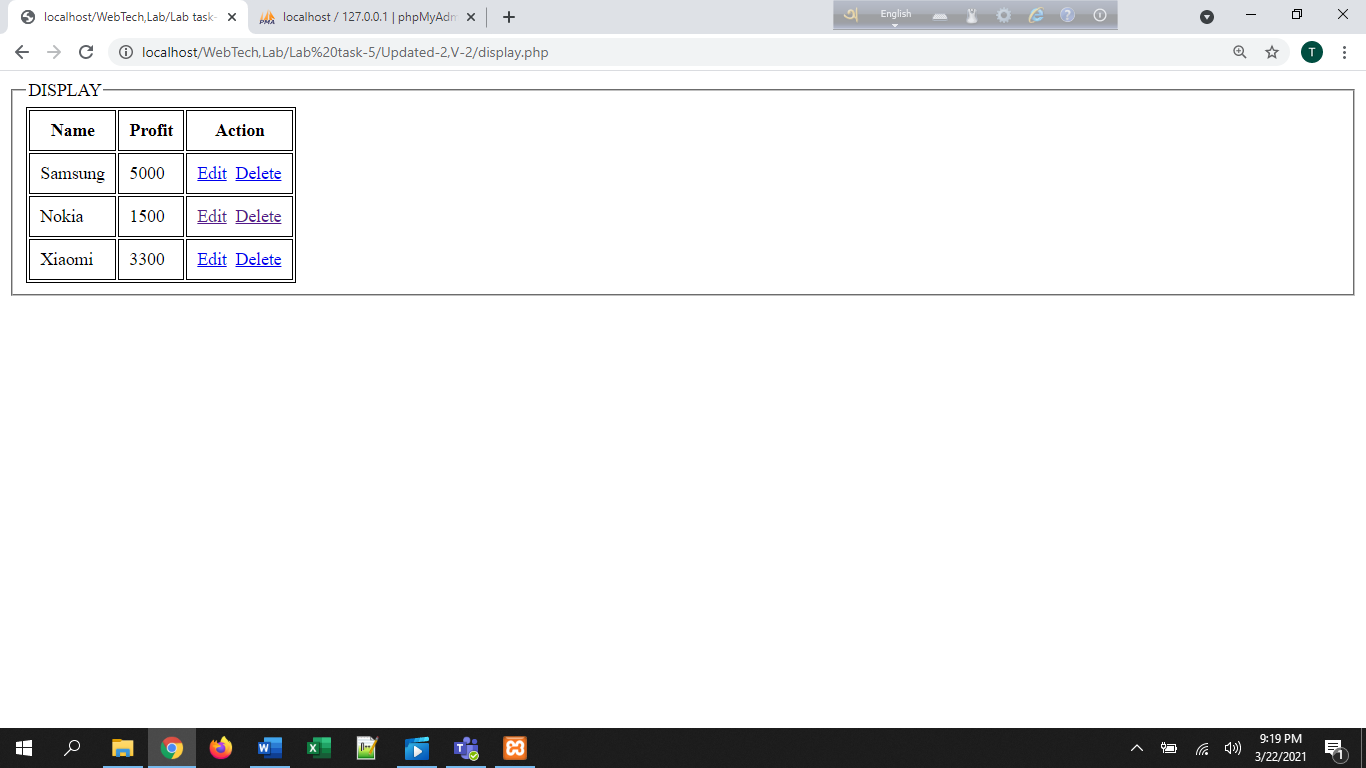 localhost/WebTech,Lab/Lab task-
localhost / 127.0.0.1 | phpMyAdm
English
localhost/WebTech,Lab/Lab%20task-5/Updated-2,V-2/display.php
T
DISPLAY
Name Profit Action
Samsung 5000 Edit Delete
Nokia 1500 Edit Delete
Xiaomi 3300 Edit Delete
9:19 PM
3/22/2021
1